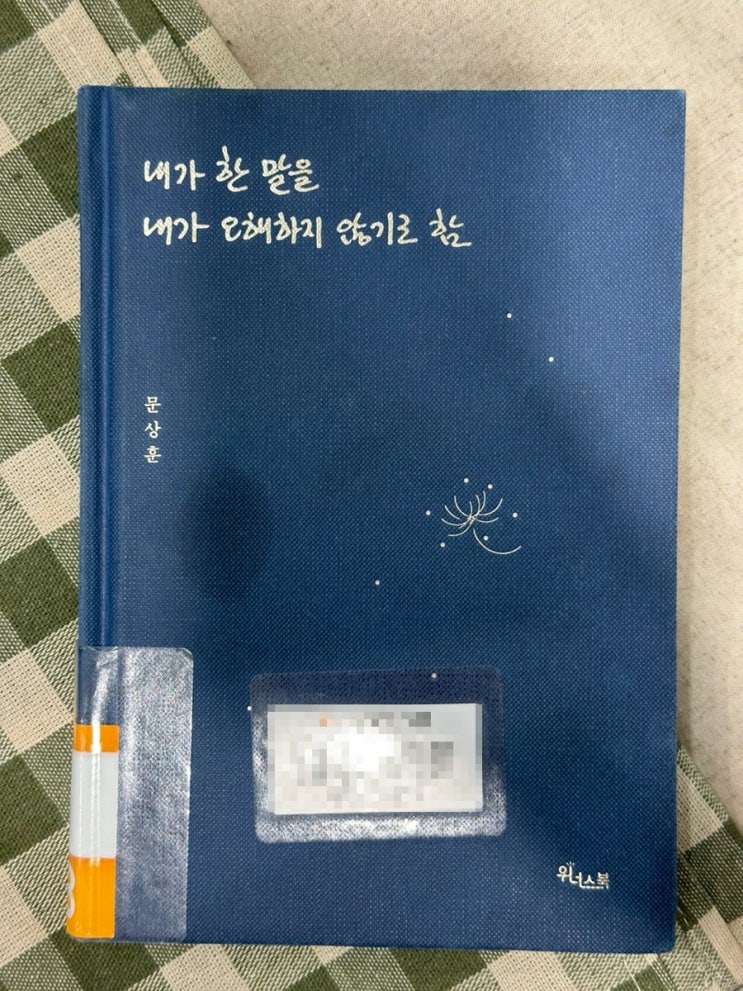 내가 한 말을
내가 오해하지 않기로 함
문상훈
위너스북